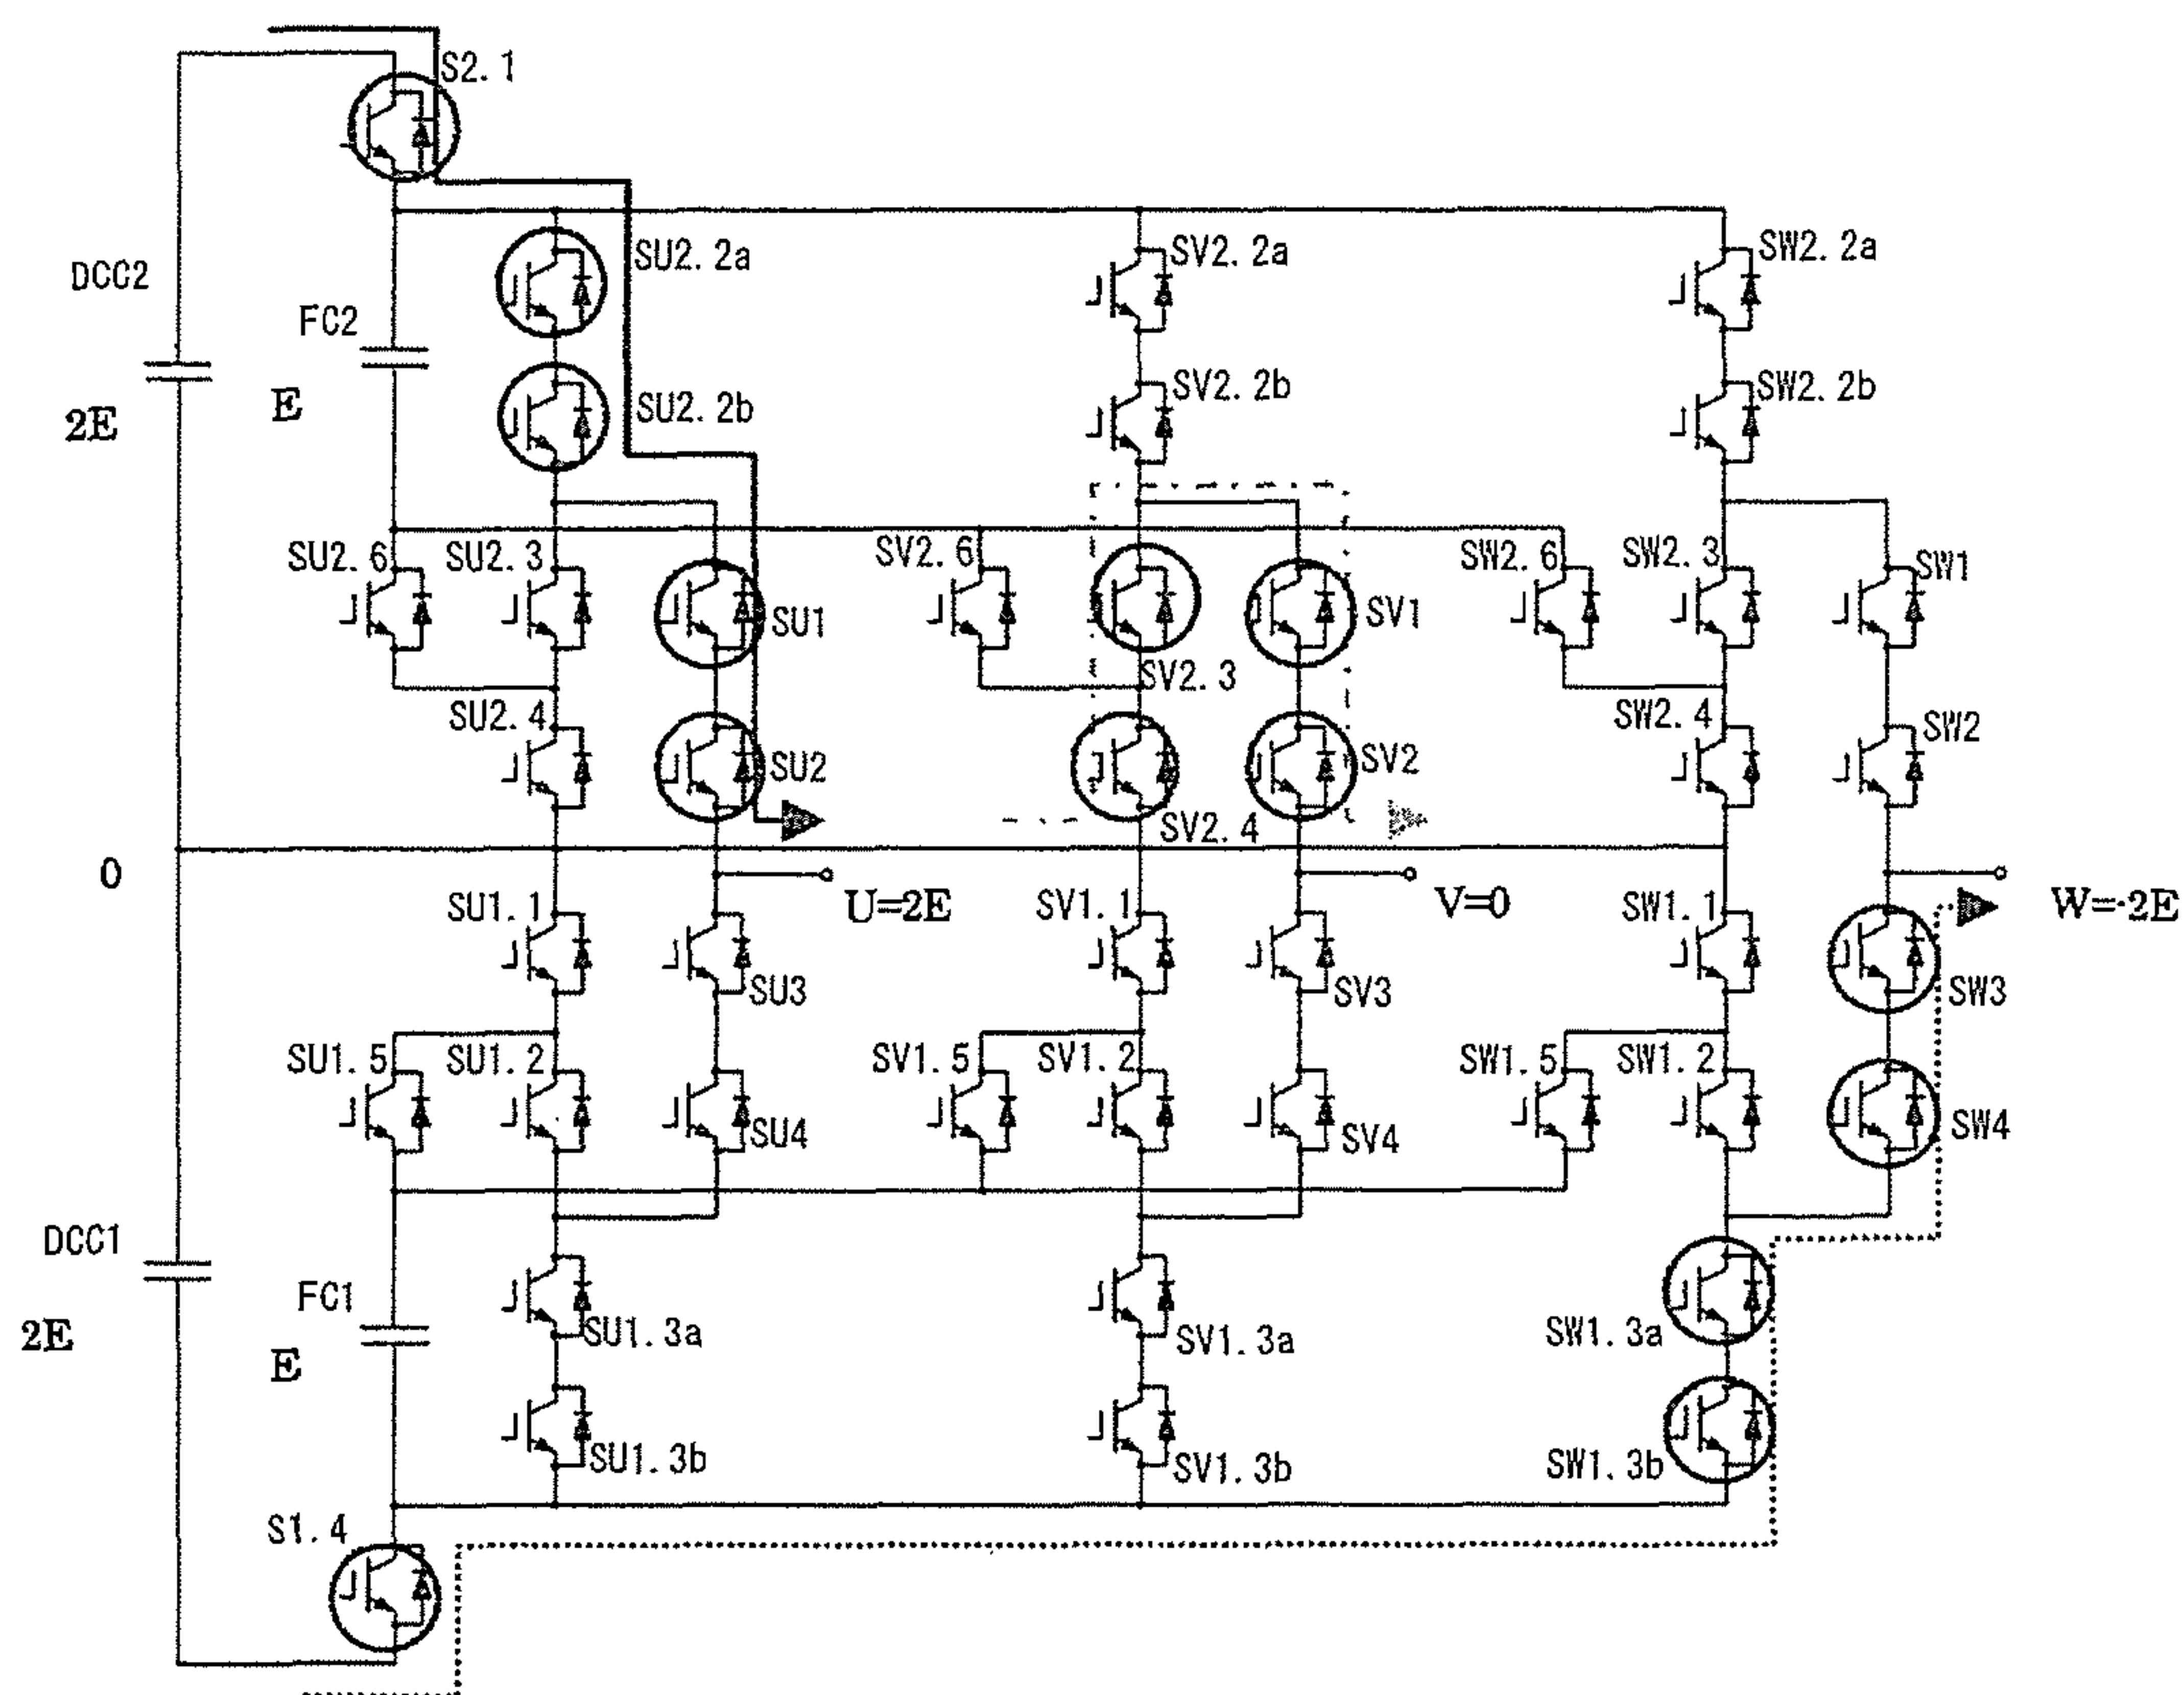 S2. 1
DCC2
FC2
2E
E
SU2. 2a
SV2. 2a
SW2. 2a
SU2. 2b
SV2. 2b
SW2. 2b
SU2. 6
SU2. 3
SV2. 6
SW2. 6
SW2. 3
SW1
SU1
SV1
SV2. 3
SU2. 4
SW2. 4
SW2
SU2
SV2
SV2. 4
0
SU1. 1
U=2E
SV1. 1
V=0
SW1. 1
W=-2E
SU3
SV3
SW3
SU1. 5
SU1. 2
SV1. 5
SV1. 2
SW1. 5
SW1. 2
SU4
SV4
SW4
DCC1
FC1
2E
E
SU1. 3a
SV1. 3a
SW1. 3a
SU1. 3b
SV1. 3b
SW1. 3b
S1. 4